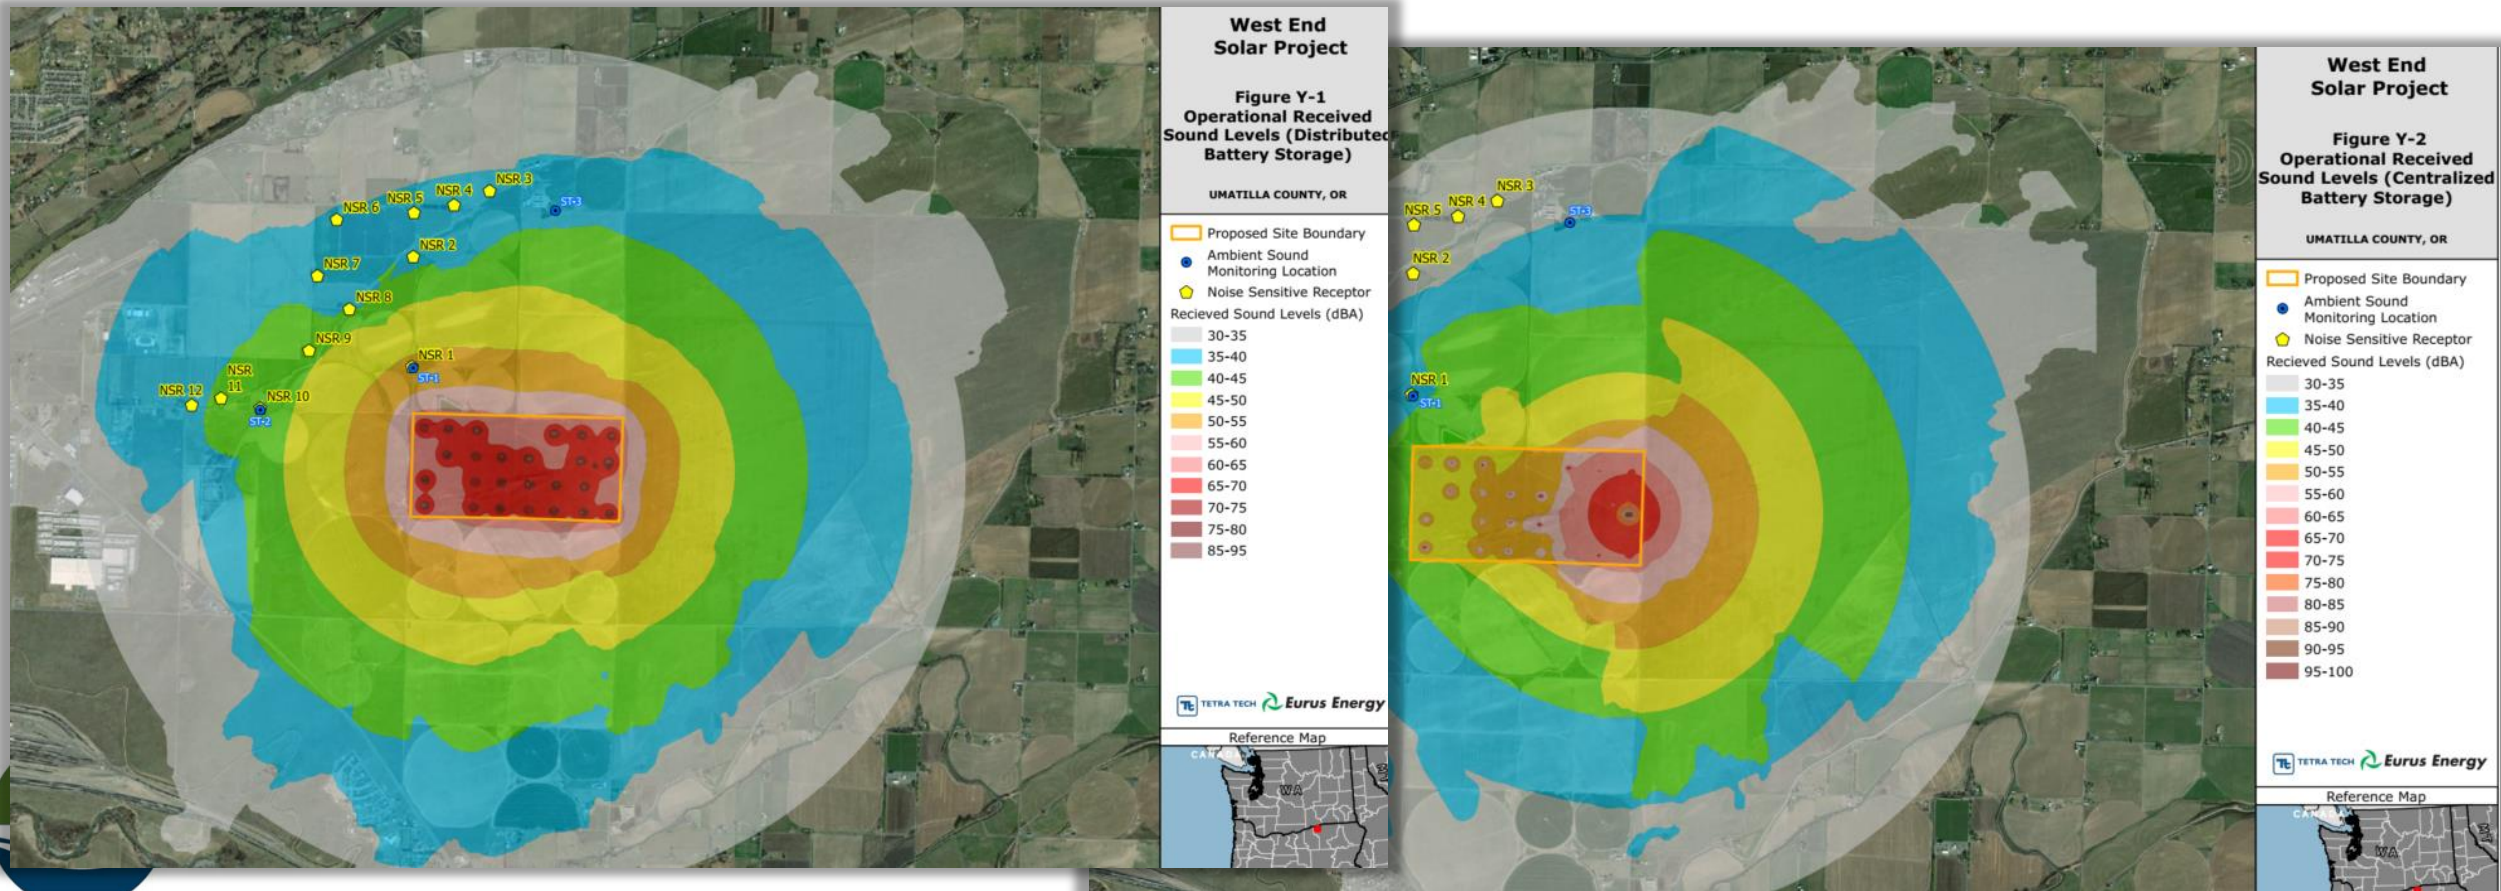 West End
Solar Project
Figure Y-1
Operational Received
Sound Levels (Distributed
Battery Storage)
UMATILLA COUNTY, OR
Proposed Site Boundary
Ambient Sound
Monitoring Location
Noise Sensitive Receptor
Recieved Sound Levels (dBA)
30-35
35-40
40-45
45-50
50-55
55-60
60-65
65-70
70-75
75-80
85-95
TETRA TECH
Eurus Energy
Reference Map
CANADA
WA
MT
NSR 3
NSR 4
NSR 5
NSR 6
ST-3
NSR 2
NSR 7
NSR 8
NSR 9
NSR 1
ST-1
NSR
11
NSR 12
NSR 10
ST-2
West End
Solar Project
Figure Y-2
Operational Received
Sound Levels (Centralized
Battery Storage)
UMATILLA COUNTY, OR
Proposed Site Boundary
Ambient Sound
Monitoring Location
Noise Sensitive Receptor
Recieved Sound Levels (dBA)
30-35
35-40
40-45
45-50
50-55
55-60
60-65
65-70
70-75
75-80
80-85
85-90
90-95
95-100
TETRA TECH
Eurus Energy
Reference Map
CANADA
WA
MT
NSR 3
NSR 4
NSR 5
ST-3
NSR 2
NSR 1
ST-1